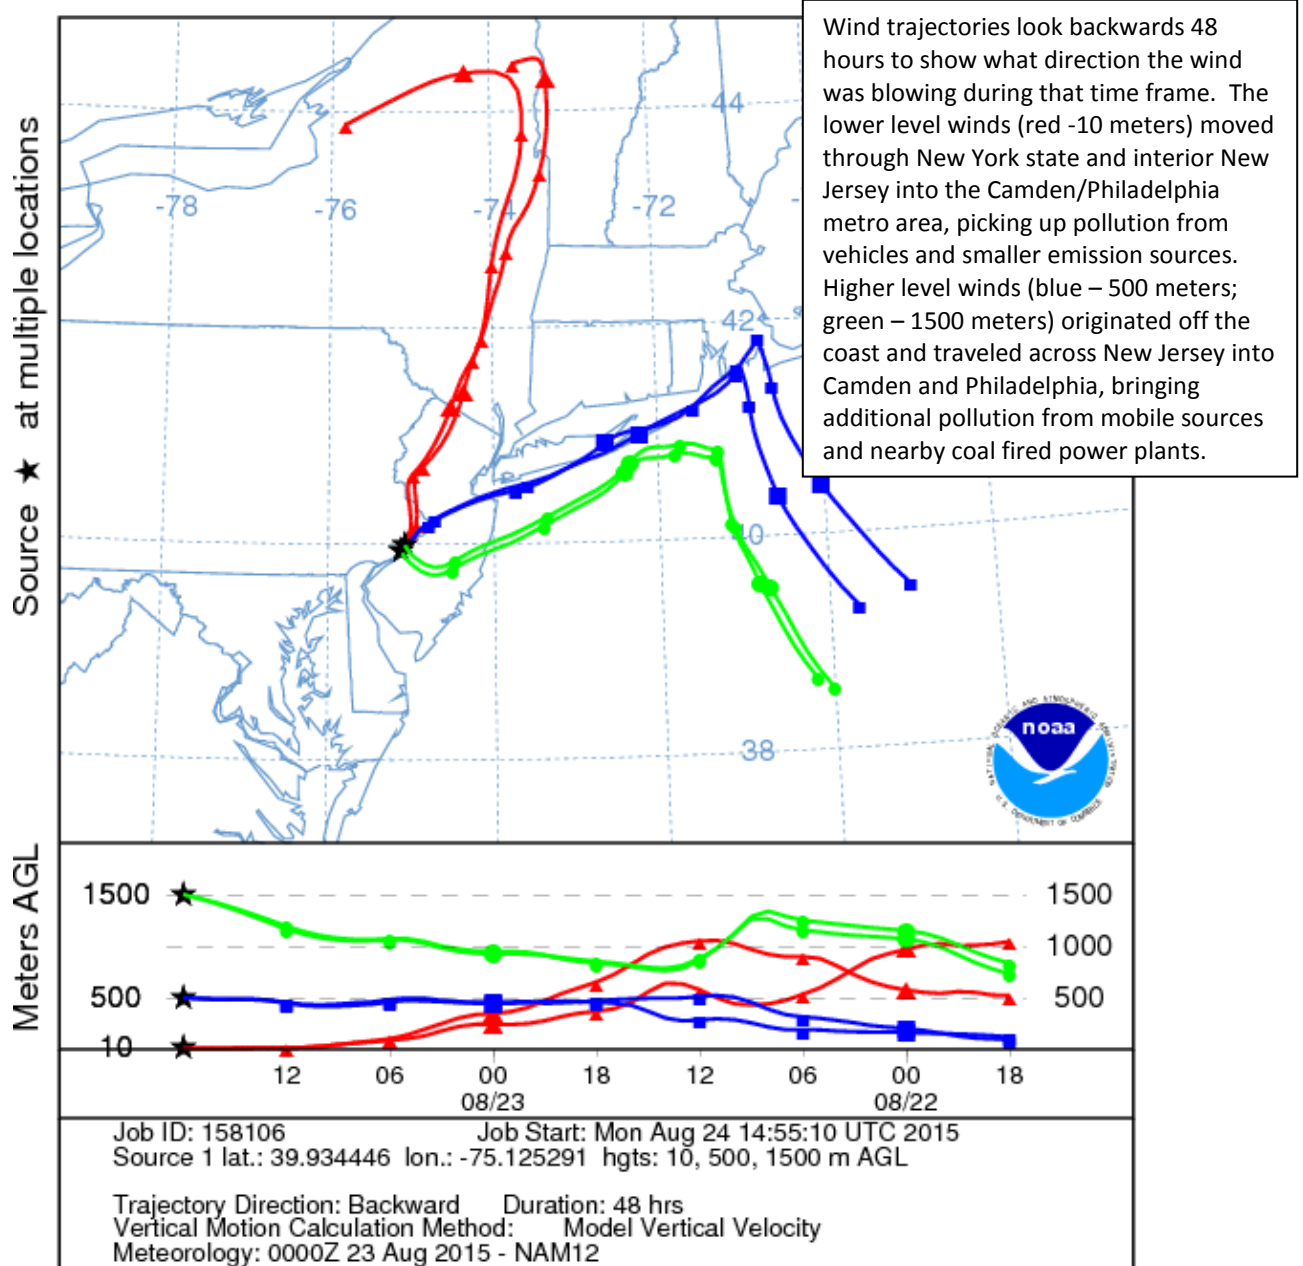 Wind trajectories look backwards 48
hours to show what direction the wind
was blowing during that time frame.  The
lower level winds (red -10 meters) moved
through New York state and interior New
Jersey into the Camden/Philadelphia
metro area, picking up pollution from
vehicles and smaller emission sources.
Higher level winds (blue – 500 meters;
green – 1500 meters) originated off the
coast and traveled across New Jersey into
Camden and Philadelphia, bringing
additional pollution from mobile sources
and nearby coal fired power plants.
Source ★ at multiple locations
44
-78 -76 -74 -72
42
40
38
noaa
NATIONAL OCEANIC AND ATMOSPHERIC ADMINISTRATION
U.S. DEPARTMENT OF COMMERCE
Meters AGL
1500 1500
1000
500 500
10
12 06 00 18 12 06 00 18
08/23 08/22
Job ID: 158106 Job Start: Mon Aug 24 14:55:10 UTC 2015
Source 1 lat.: 39.934446 lon.: -75.125291 hgts: 10, 500, 1500 m AGL
Trajectory Direction: Backward Duration: 48 hrs
Vertical Motion Calculation Method: Model Vertical Velocity
Meteorology: 0000Z 23 Aug 2015 - NAM12